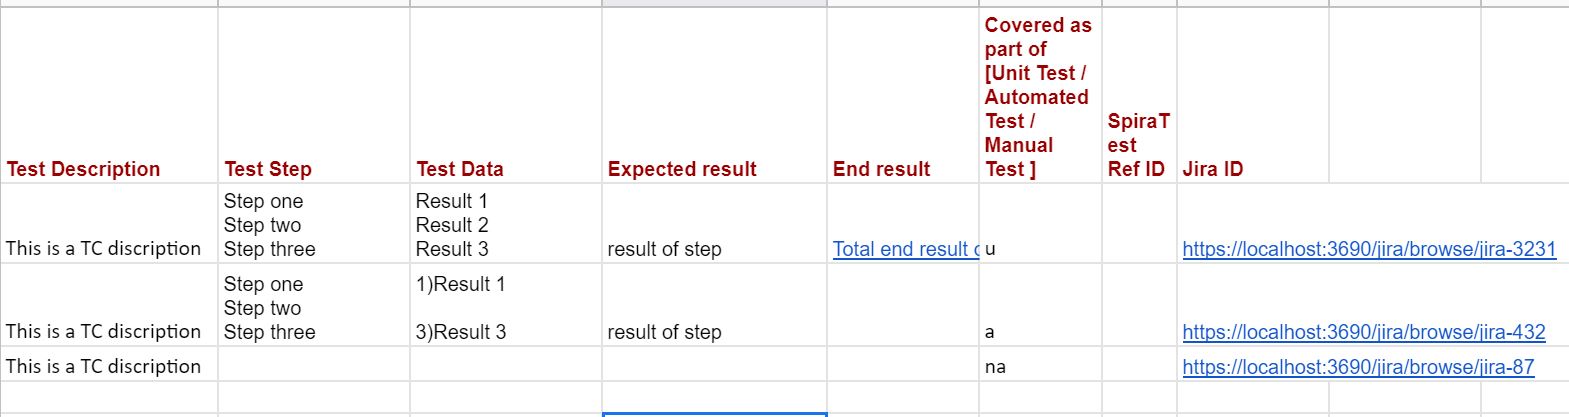 Test Description
Test Step
Test Data
Expected result
End result
Covered as
part of
[Unit Test /
Automated
Test /
Manual
Test ]
SpiraT
est
Ref ID
Jira ID
This is a TC discription
Step one
Step two
Step three
Result 1
Result 2
Result 3
result of step
Total end result
u
https://localhost:3690/jira/browse/jira-3231
This is a TC discription
Step one
Step two
Step three
1)Result 1
3)Result 3
result of step
a
https://localhost:3690/jira/browse/jira-432
This is a TC discription
na
https://localhost:3690/jira/browse/jira-87